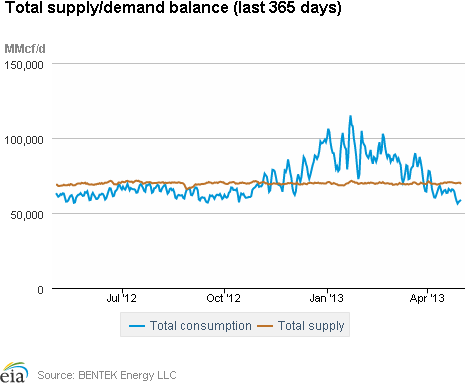 Total supply/demand balance (last 365 days)
MMcf/d
150,000
100,000
50,000
0
Jul '12 Oct '12 Jan '13 Apr '13
Total consumption Total supply
eia Source: BENTEK Energy LLC